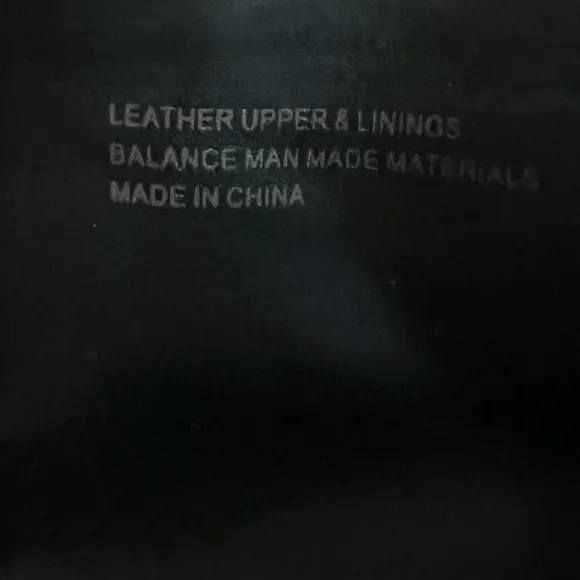 LEATHER UPPER & LININGS
BALANCE MAN MADE MATERIALS
MADE IN CHINA